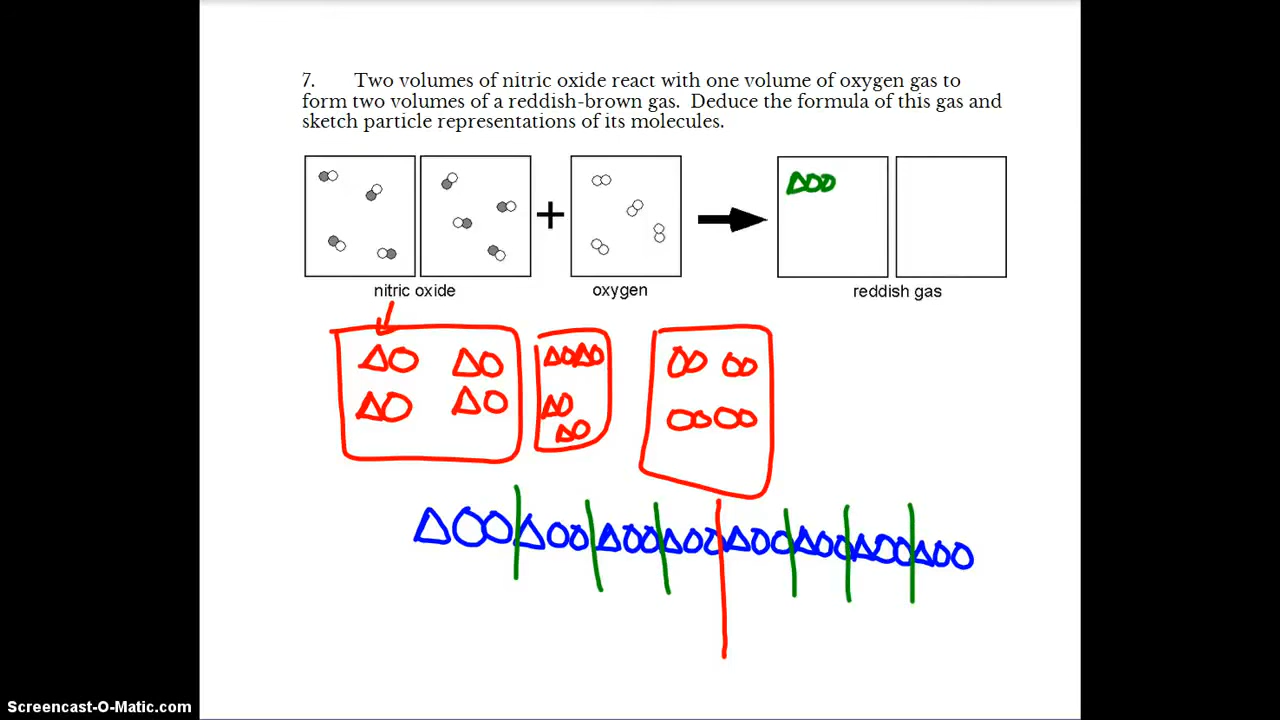 7. Two volumes of nitric oxide react with one volume of oxygen gas to
form two volumes of a reddish-brown gas. Deduce the formula of this gas and
sketch particle representations of its molecules.
+
nitric oxide
oxygen
reddish gas
Screencast-O-Matic.com